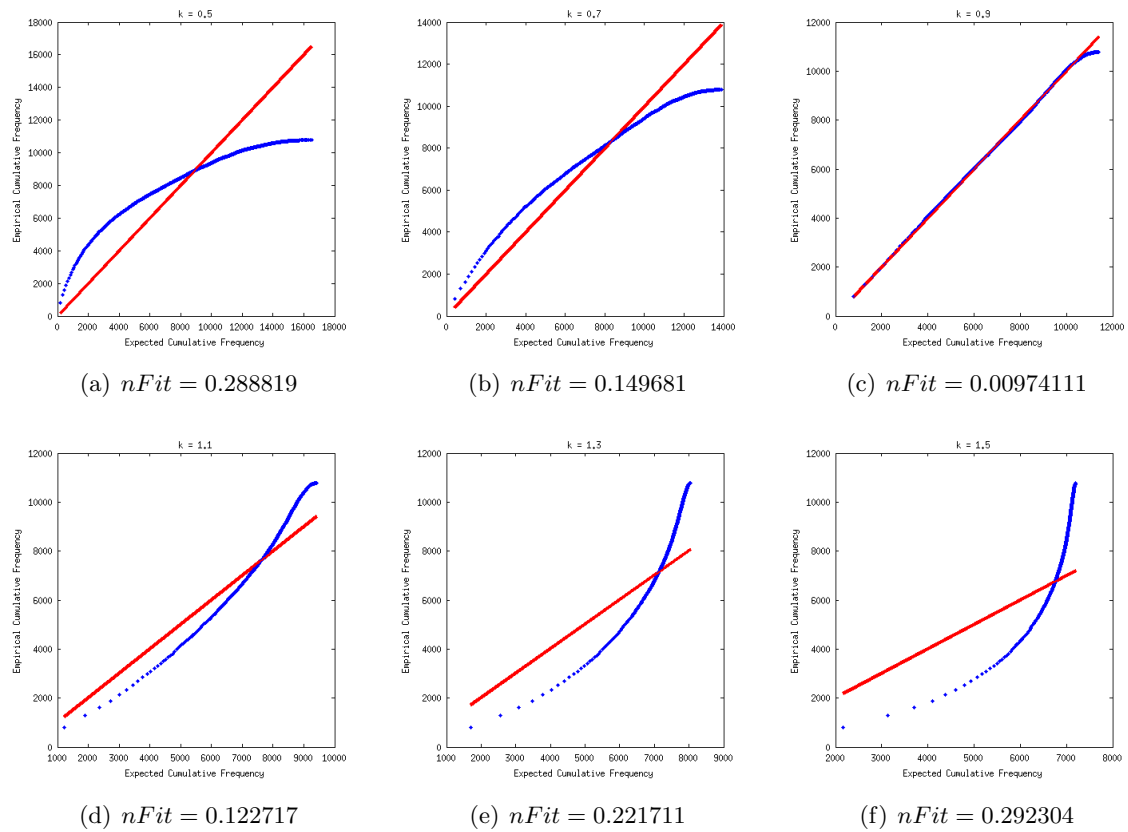 k = 0.5
18000
16000
14000
12000
10000
8000
6000
4000
2000
0
Empirical Cumulative Frequency
0 2000 4000 6000 8000 10000 12000 14000 16000 18000
Expected Cumulative Frequency
(a) nFit = 0.288819
k = 0.7
14000
12000
10000
8000
6000
4000
2000
0
Empirical Cumulative Frequency
0 2000 4000 6000 8000 10000 12000 14000
Expected Cumulative Frequency
(b) nFit = 0.149681
k = 0.9
12000
10000
8000
6000
4000
2000
0
Empirical Cumulative Frequency
0 2000 4000 6000 8000 10000 12000
Expected Cumulative Frequency
(c) nFit = 0.00974111
k = 1.1
12000
10000
8000
6000
4000
2000
0
Empirical Cumulative Frequency
1000 2000 3000 4000 5000 6000 7000 8000 9000 10000
Expected Cumulative Frequency
(d) nFit = 0.122717
k = 1.3
12000
10000
8000
6000
4000
2000
0
Empirical Cumulative Frequency
1000 2000 3000 4000 5000 6000 7000 8000 9000
Expected Cumulative Frequency
(e) nFit = 0.221711
k = 1.5
12000
10000
8000
6000
4000
2000
0
Empirical Cumulative Frequency
2000 3000 4000 5000 6000 7000 8000
Expected Cumulative Frequency
(f) nFit = 0.292304